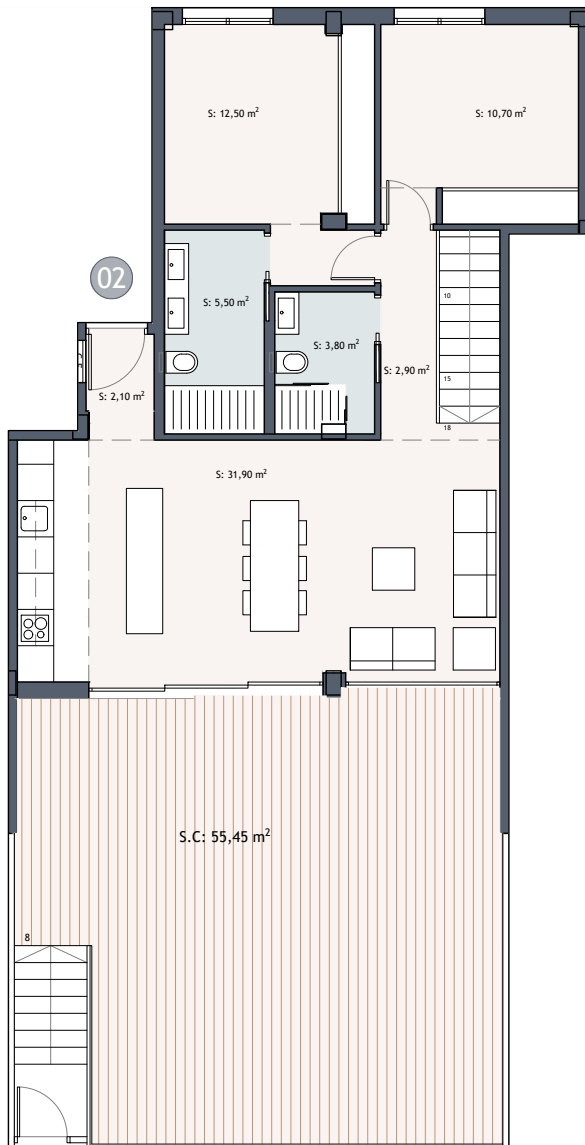 S: 12,50 m²
S: 10,70 m²
02
S: 5,50 m²
10
S: 3,80 m²
S: 2,90 m²
15
S: 2,10 m²
18
S: 31,90 m²
S.C: 55,45 m²
8